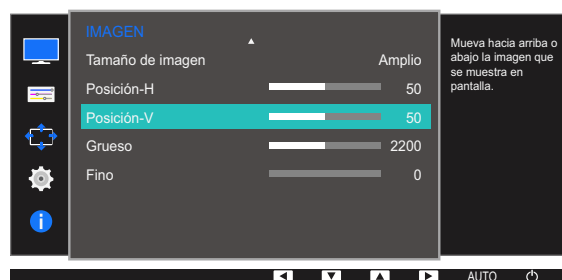 IMAGEN
Tamaño de imagen Amplio
Posición-H 50
Posición-V 50
Grueso 2200
Fino 0
Mueva hacia arriba o
abajo la imagen que
se muestra en
pantalla.
AUTO